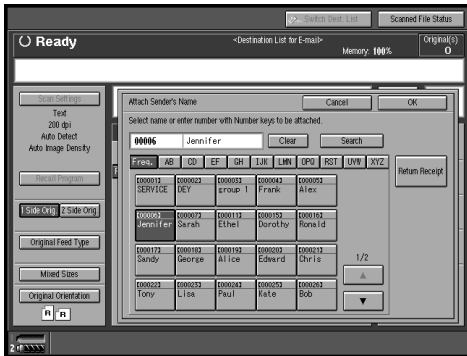 Switch Dest. List
Scanned File Status
Ready
<Destination List for E-mail>
Memory: 100%
Original(s)
0
Scan Settings
Text
200 dpi
Auto Detect
Auto Image Density
Recall Program
1 Side Orig.
2 Side Orig.
Original Feed Type
Mixed Sizes
Original Orientation
R R
Attach Sender's Name
Cancel
OK
Select name or enter number with Number keys to be attached.
00006 Jennifer
Clear
Search
Freq. AB CD EF GH IJK LMN OPQ RST UVW XYZ
Return Receipt
[00001] [00002] [00003] [00004] [00005]
SERVICE DEY group 1 Frank Alex
[00006] [00007] [00011] [00015] [00016]
Jennifer Sarah Ethel Dorothy Ronald
[00017] [00018] [00019] [00020] [00021]
Sandy George Alice Edward Chris
1/2
[00022] [00023] [00024] [00025] [00026]
Tony Lisa Paul Kate Bob